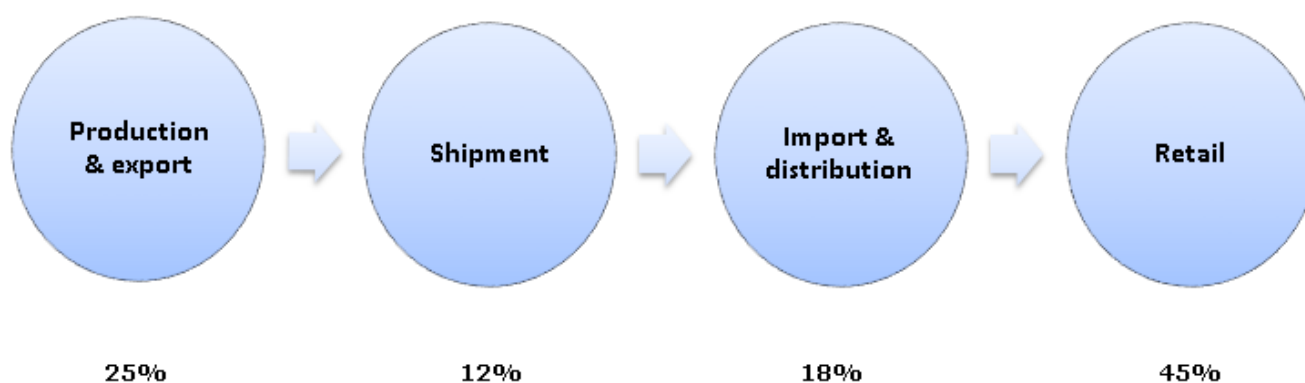 Production
& export
Shipment
Import &
distribution
Retail
25%
12%
18%
45%